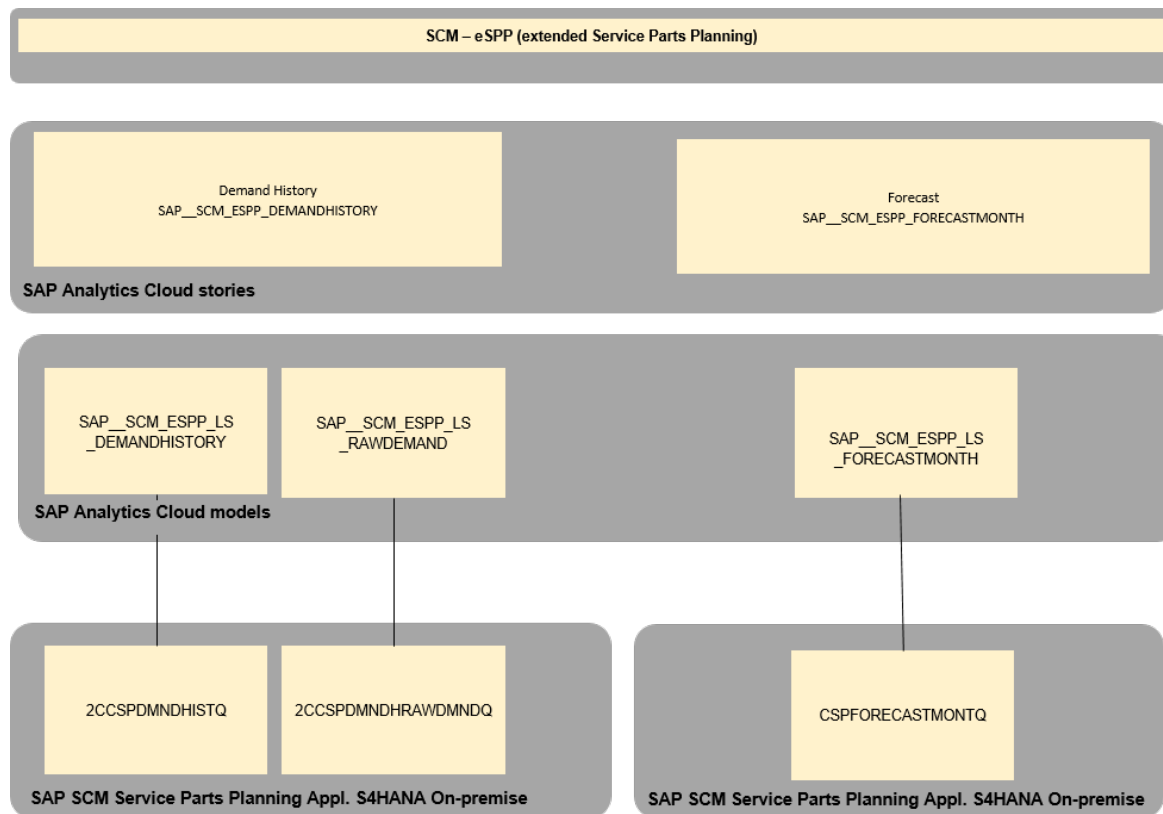 SCM – eSPP (extended Service Parts Planning)
Demand History
SAP__SCM_ESPP_DEMANDHISTORY
Forecast
SAP__SCM_ESPP_FORECASTMONTH
SAP Analytics Cloud stories
SAP__SCM_ESPP_LS
_DEMANDHISTORY
SAP__SCM_ESPP_LS
_RAWDEMAND
SAP__SCM_ESPP_LS
_FORECASTMONTH
SAP Analytics Cloud models
2CCSPDMNDHISTQ
2CCSPDMNDHRAWDMNDQ
CSPFORECASTMONTQ
SAP SCM Service Parts Planning Appl. S4HANA On-premise
SAP SCM Service Parts Planning Appl. S4HANA On-premise